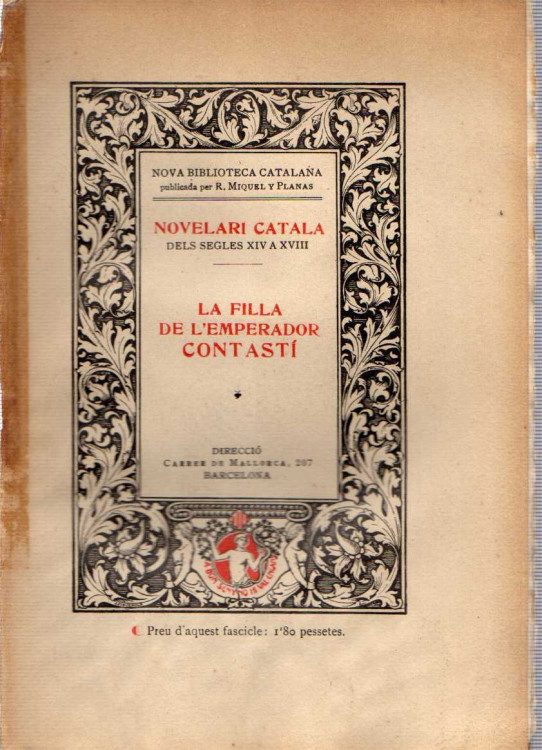 NOVA BIBLIOTECA CATALANA
publicada per R. MIQUEL Y PLANAS
NOVELARI CATALA
DELS SEGLES XIV A XVIII
LA FILLA
DE L'EMPERADOR
CONTASTÍ
DIRECCIÓ
CARRER DE MALLORCA, 207
BARCELONA
Preu d'aquest fascicle: 1'80 pessetes.